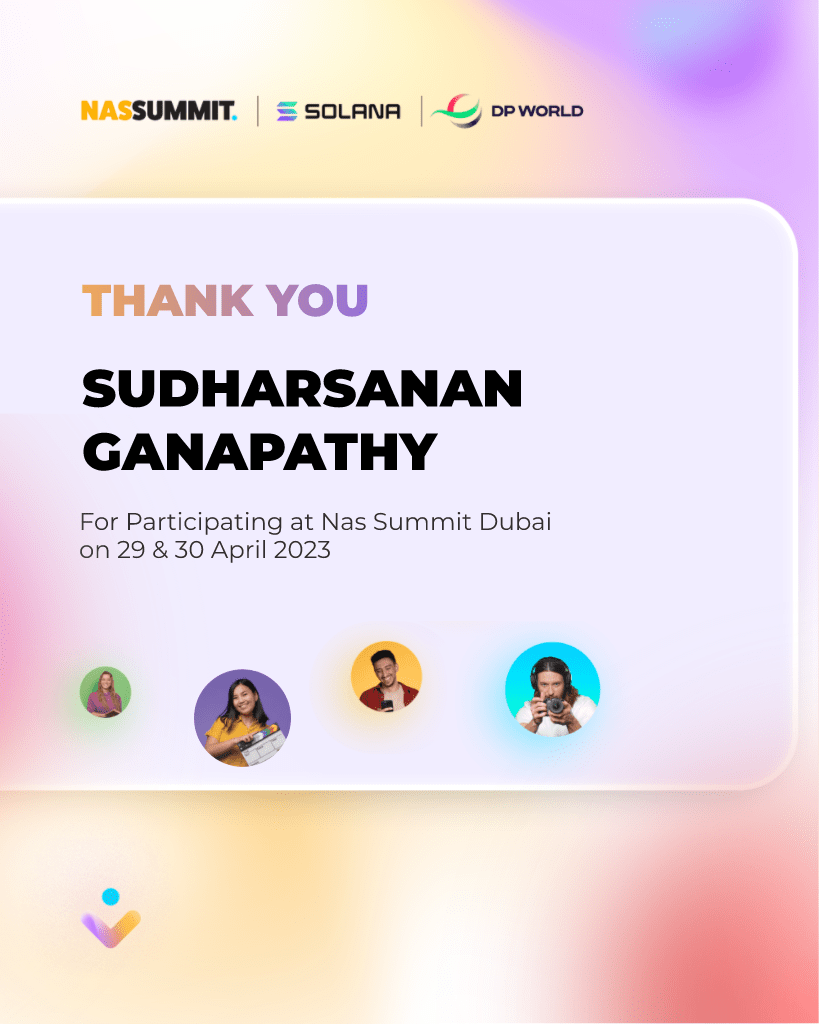 NASSUMMIT. | SOLANA | DP WORLD
THANK YOU
SUDHARSANAN
GANAPATHY
For Participating at Nas Summit Dubai
on 29 & 30 April 2023